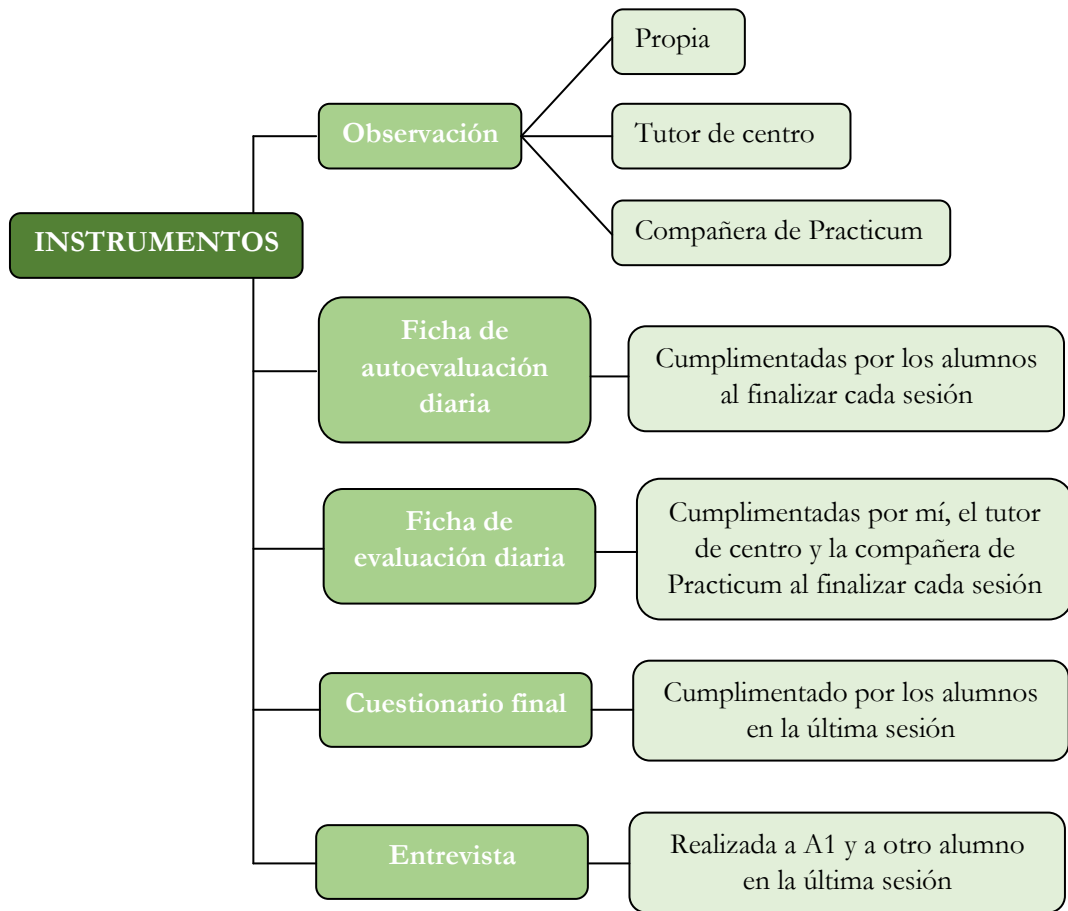 INSTRUMENTOS
Observación
Propia
Tutor de centro
Compañera de Practicum
Ficha de
autoevaluación
diaria
Cumplimentadas por los alumnos
al finalizar cada sesión
Ficha de
evaluación diaria
Cumplimentadas por mí, el tutor
de centro y la compañera de
Practicum al finalizar cada sesión
Cuestionario final
Cumplimentado por los alumnos
en la última sesión
Entrevista
Realizada a A1 y a otro alumno
en la última sesión